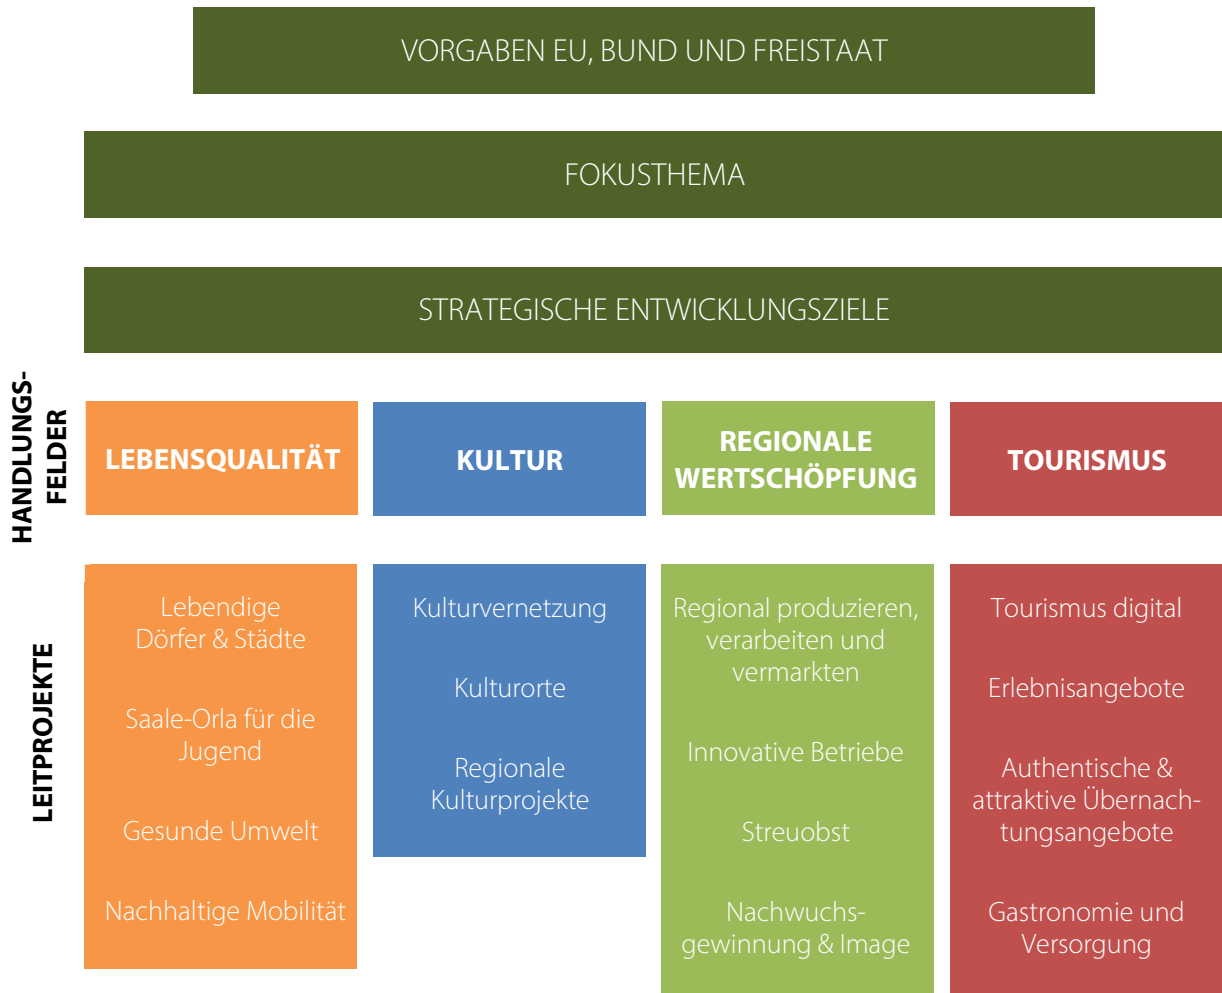 VORGABEN EU, BUND UND FREISTAAT
FOKUSTHEMA
STRATEGISCHE ENTWICKLUNGSZIELE
HANDLUNGS-
FELDER
LEBENSQUALITÄT
KULTUR
REGIONALE
WERTSCHÖPFUNG
TOURISMUS
LEITPROJEKTE
Lebendige
Dörfer & Städte
Saale-Orla für die
Jugend
Gesunde Umwelt
Nachhaltige Mobilität
Kulturvernetzung
Kulturorte
Regionale
Kulturprojekte
Regional produzieren,
verarbeiten und
vermarkten
Innovative Betriebe
Streuobst
Nachwuchs-
gewinnung & Image
Tourismus digital
Erlebnisangebote
Authentische &
attraktive Übernach-
tungsangebote
Gastronomie und
Versorgung